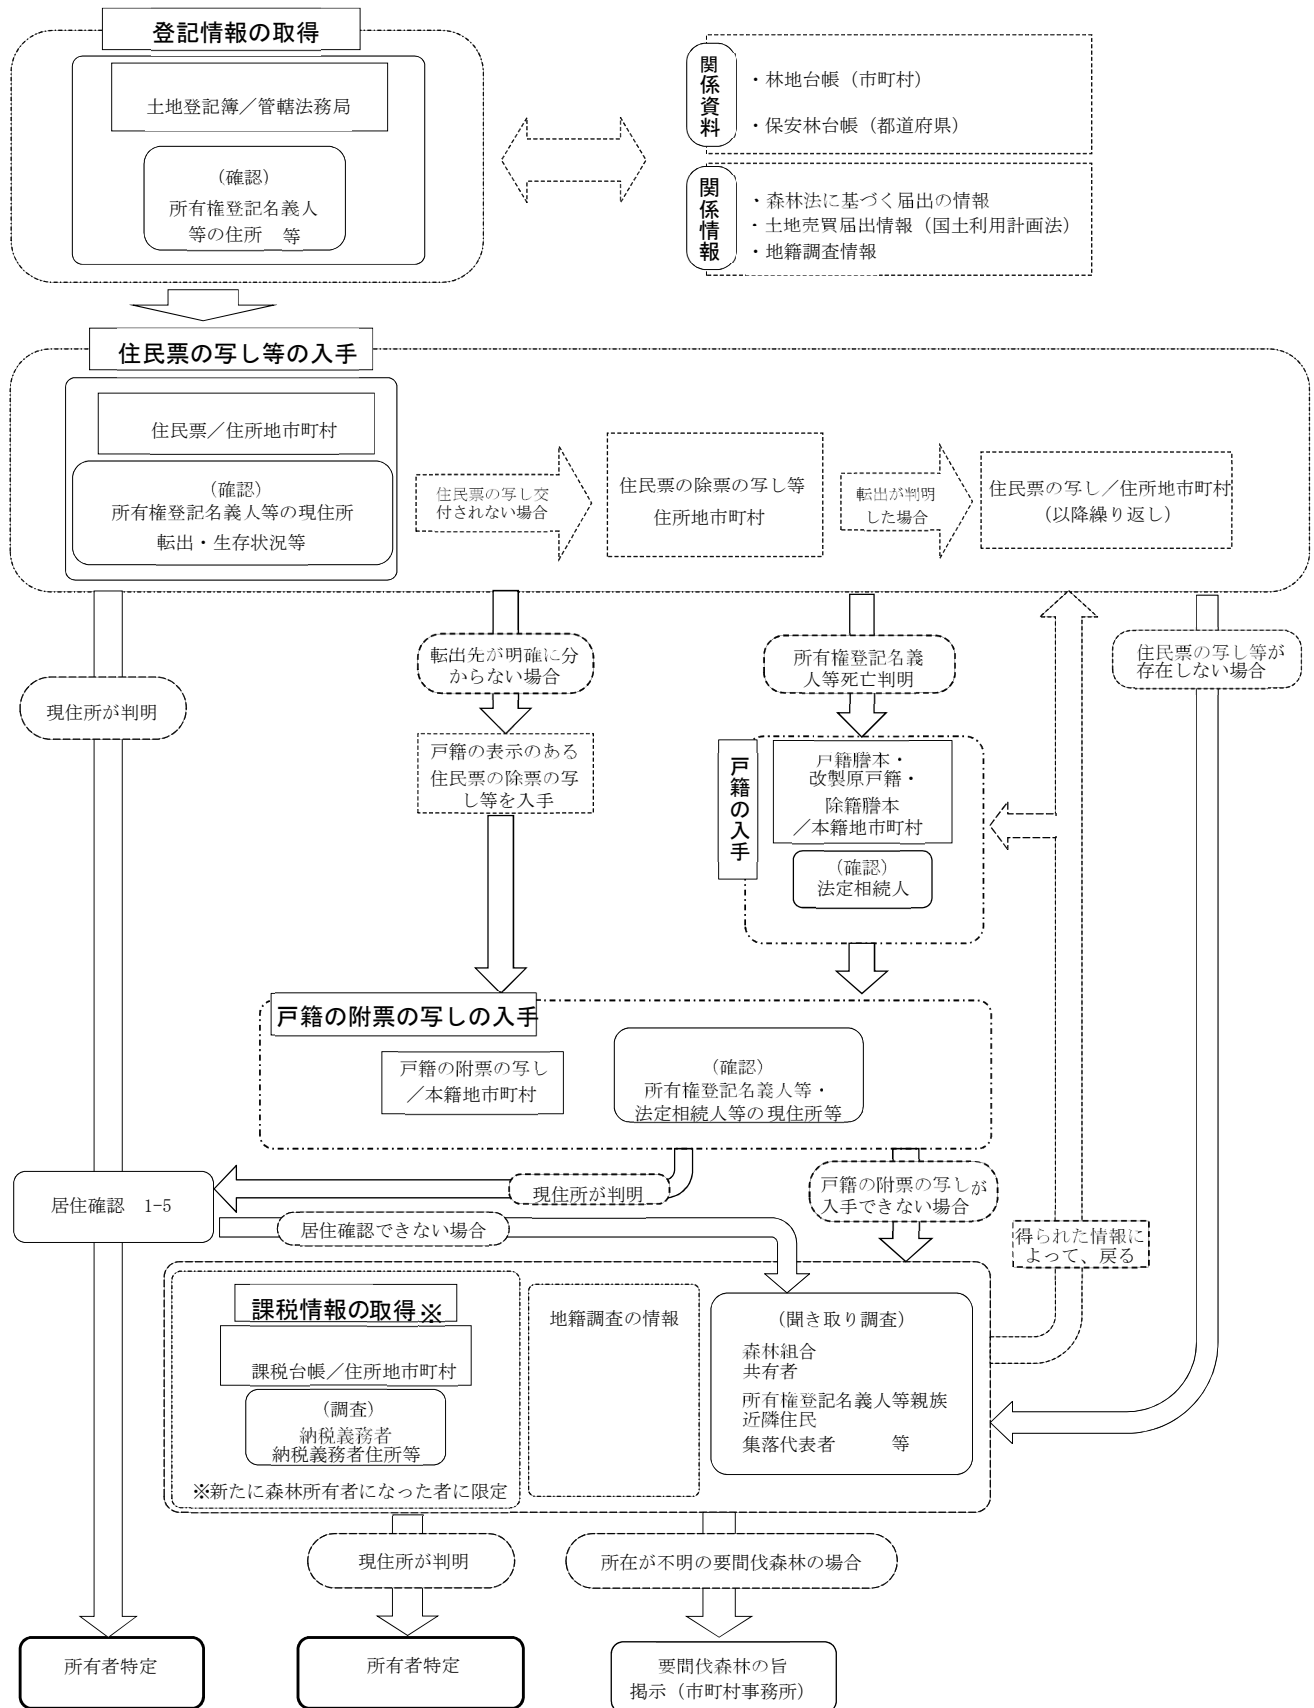 登記情報の取得
土地登記簿／管轄法務局
（確認）
所有権登記名義人
等の住所　等
関係資料
・林地台帳（市町村）
・保安林台帳（都道府県）
関係情報
・森林法に基づく届出の情報
・土地売買届出情報（国土利用計画法）
・地籍調査情報
住民票の写し等の入手
住民票／住所地市町村
（確認）
所有権登記名義人等の現住所
転出・生存状況等
住民票の写し交
付されない場合
住民票の除票の写し等
住所地市町村
転出が判明
した場合
住民票の写し／住所地市町村
（以降繰り返し）
現住所が判明
転出先が明確に分
からない場合
所有権登記名義
人等死亡判明
住民票の写し等が
存在しない場合
戸籍の表示のある
住民票の除票の写
し等を入手
戸籍の入手
戸籍謄本・
改製原戸籍・
除籍謄本
／本籍地市町村
（確認）
法定相続人
戸籍の附票の写しの入手
戸籍の附票の写し
／本籍地市町村
（確認）
所有権登記名義人等・
法定相続人等の現住所等
居住確認　1-5
現住所が判明
戸籍の附票の写しが
入手できない場合
居住確認できない場合
得られた情報に
よって、戻る
課税情報の取得※
課税台帳／住所地市町村
（調査）
納税義務者
納税義務者住所等
※新たに森林所有者になった者に限定
地籍調査の情報
（聞き取り調査）
森林組合
共有者
所有権登記名義人等親族
近隣住民
集落代表者　　等
現住所が判明
所在が不明の要間伐森林の場合
所有者特定
所有者特定
要間伐森林の旨
掲示（市町村事務所）